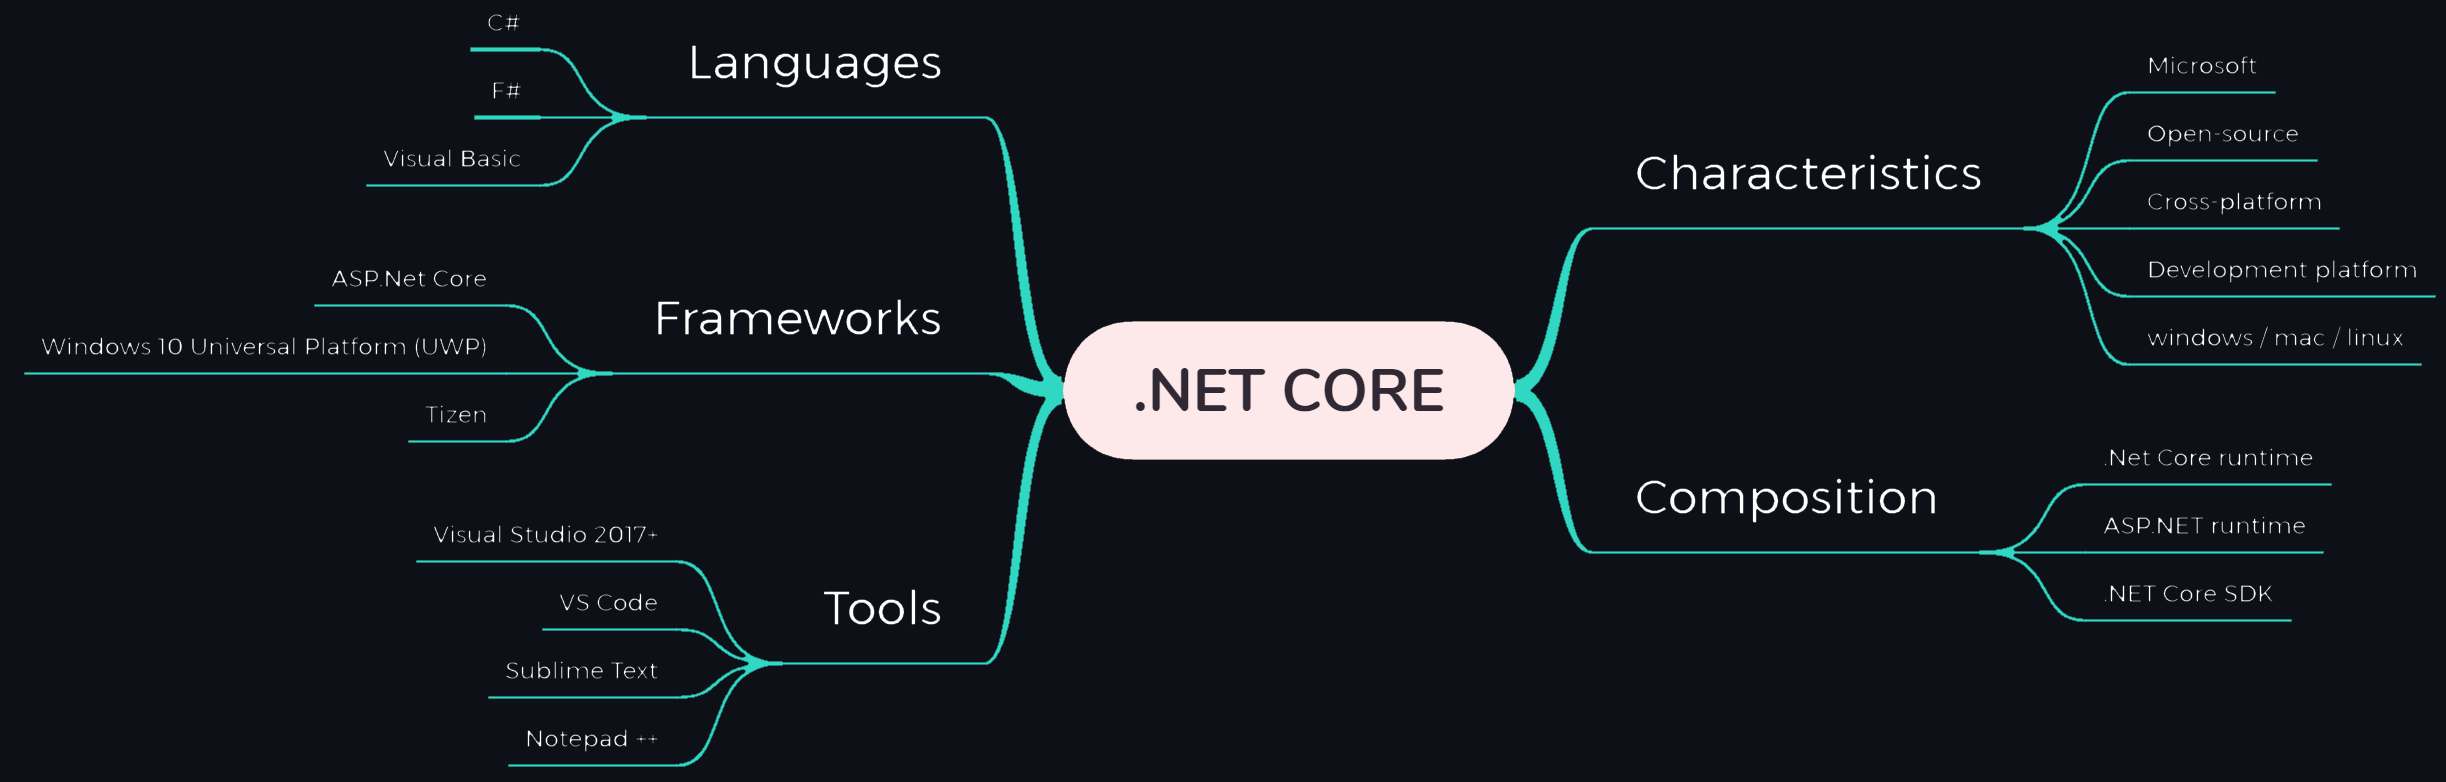 C#
F#
Visual Basic
Languages
ASP.Net Core
Windows 10 Universal Platform (UWP)
Tizen
Frameworks
Visual Studio 2017+
VS Code
Sublime Text
Notepad ++
Tools
.NET CORE
Characteristics
Microsoft
Open-source
Cross-platform
Development platform
windows / mac / linux
Composition
.Net Core runtime
ASP.NET runtime
.NET Core SDK